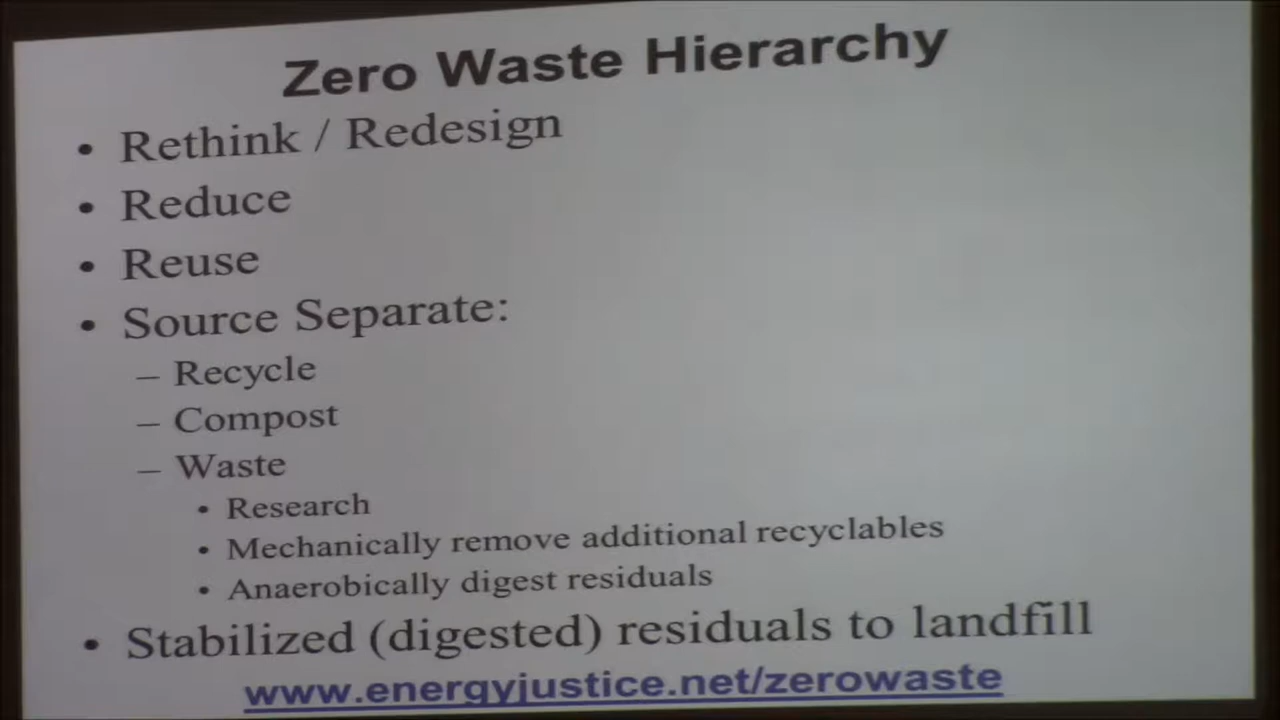 Zero Waste Hierarchy
• Rethink / Redesign
• Reduce
• Reuse
• Source Separate:
– Recycle
– Compost
– Waste
• Research
• Mechanically remove additional recyclables
• Anaerobically digest residuals
• Stabilized (digested) residuals to landfill
www.energyjustice.net/zerowaste